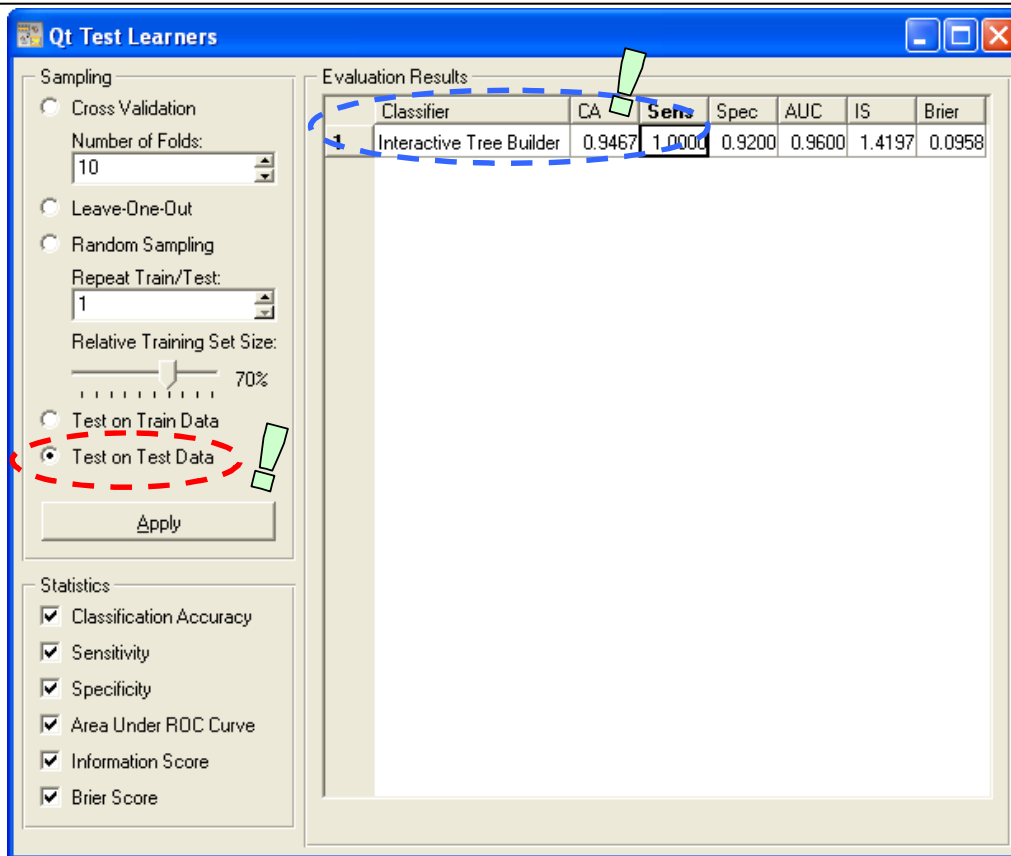 Qt Test Learners
Sampling
Cross Validation
Number of Folds:
10
Leave-One-Out
Random Sampling
Repeat Train/Test:
1
Relative Training Set Size:
70%
Test on Train Data
Test on Test Data
Apply
Statistics
Classification Accuracy
Sensitivity
Specificity
Area Under ROC Curve
Information Score
Brier Score
Evaluation Results
Classifier CA Sens Spec AUC IS Brier
1 Interactive Tree Builder 0.9467 1.0000 0.9200 0.9600 1.4197 0.0958